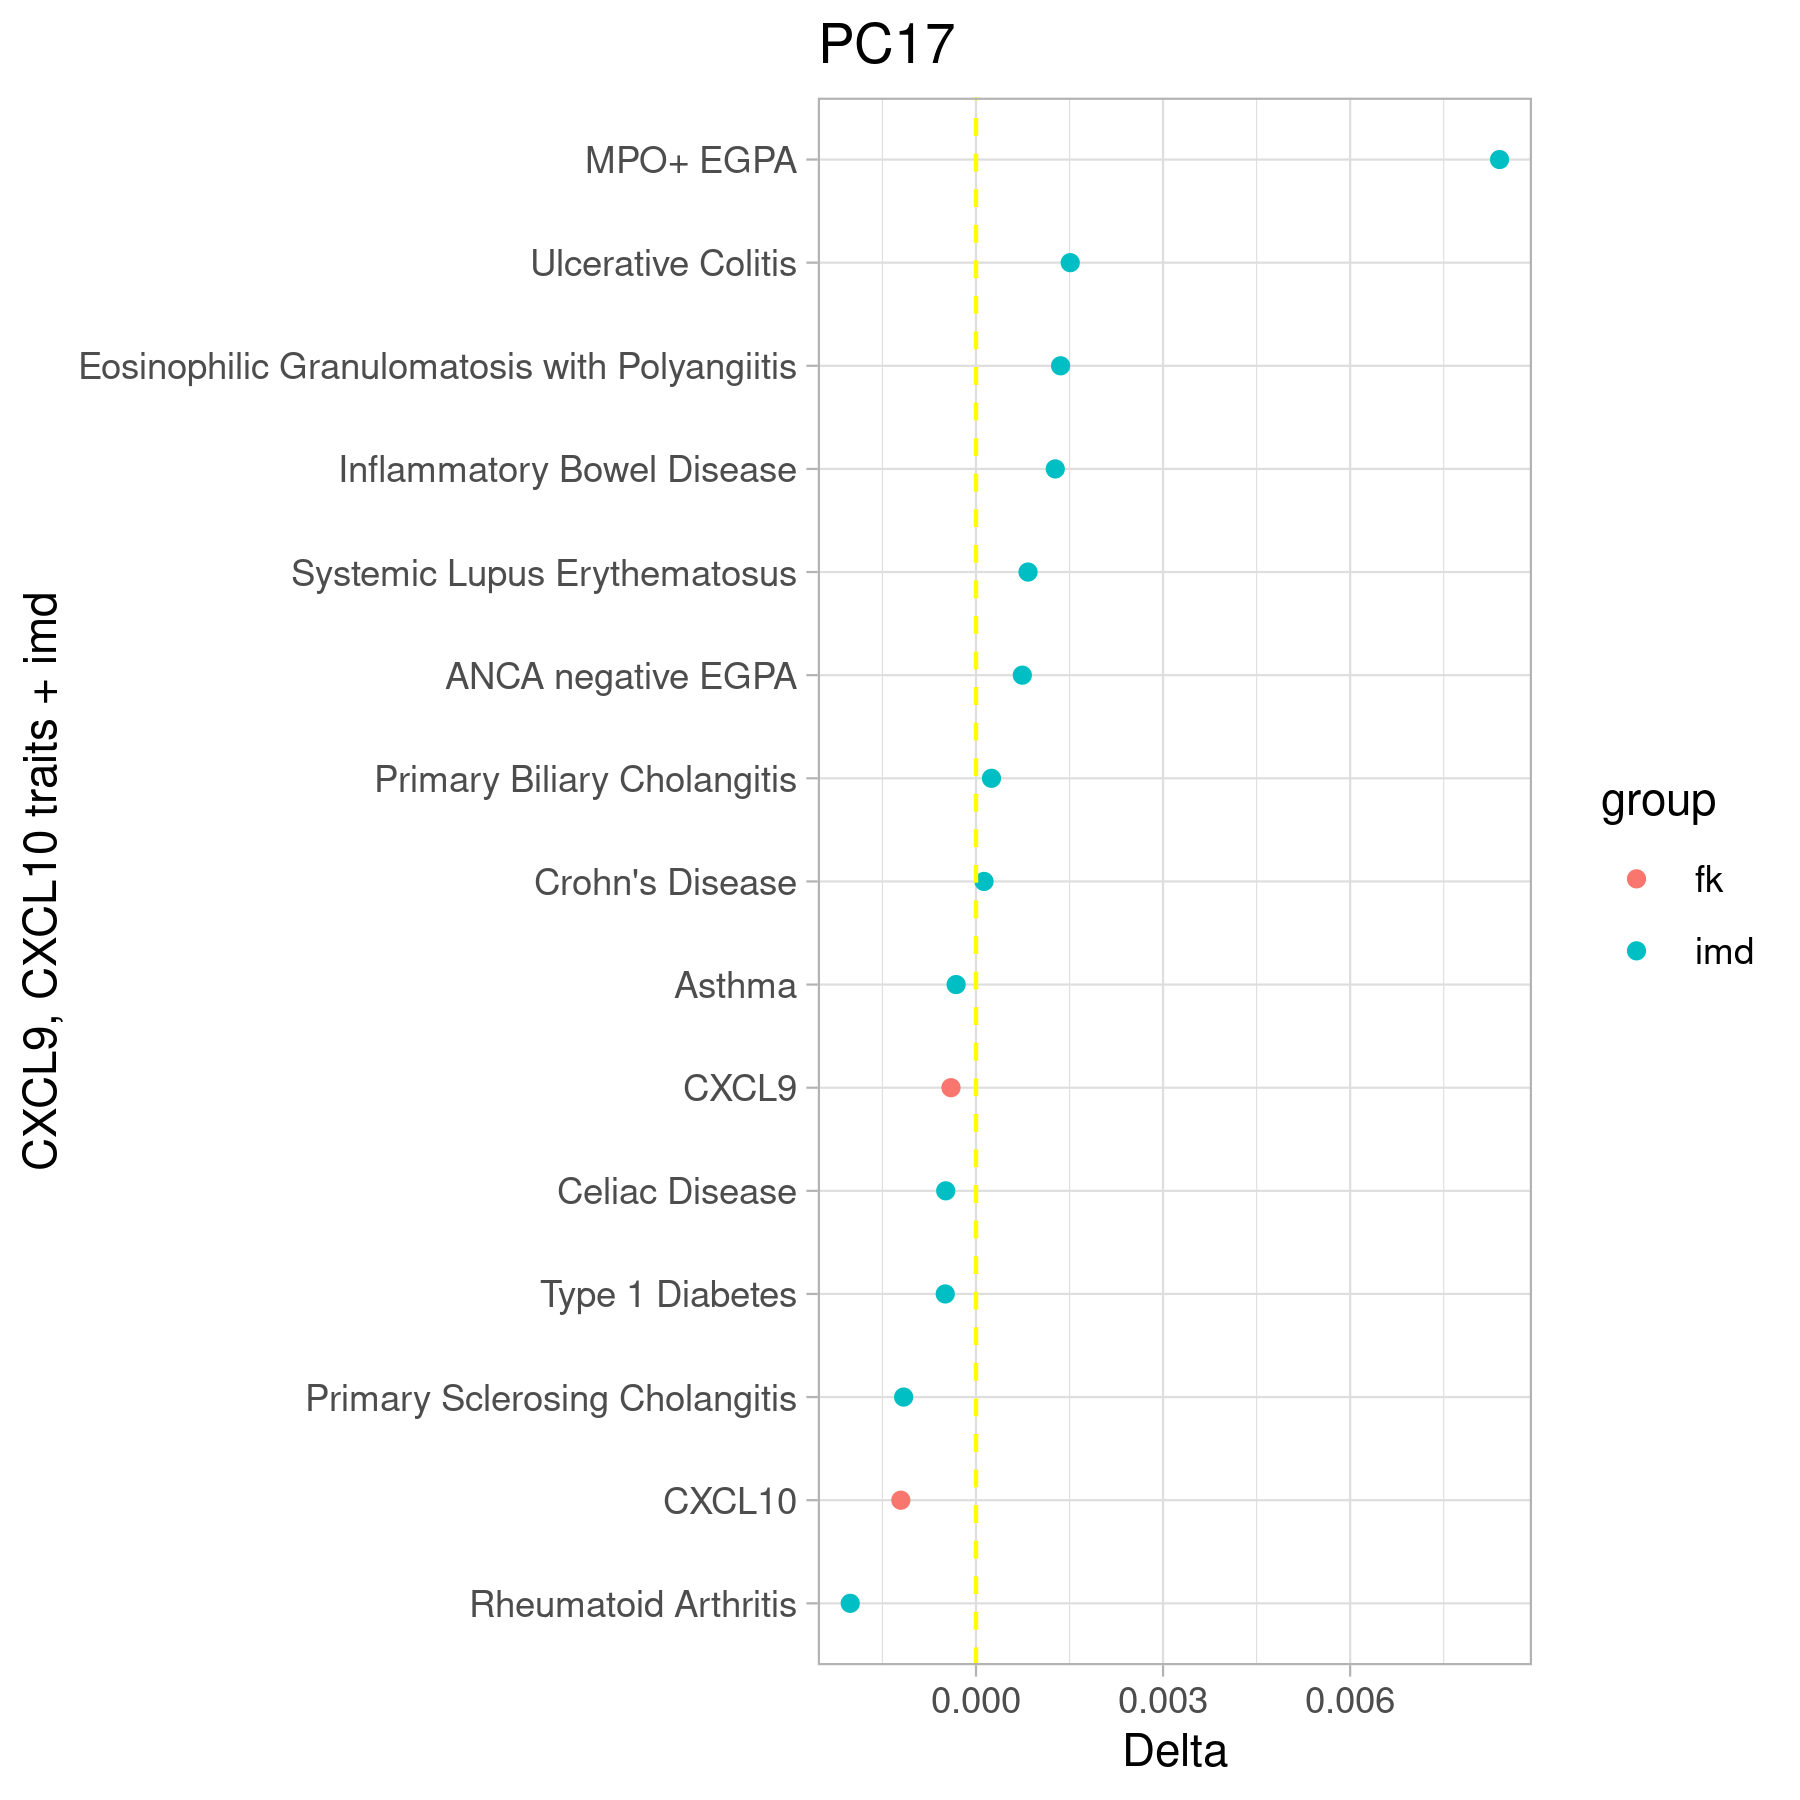 PC17
MPO+ EGPA
Ulcerative Colitis
Eosinophilic Granulomatosis with Polyangiitis
Inflammatory Bowel Disease
Systemic Lupus Erythematosus
ANCA negative EGPA
Primary Biliary Cholangitis
Crohn's Disease
Asthma
CXCL9
Celiac Disease
Type 1 Diabetes
Primary Sclerosing Cholangitis
CXCL10
Rheumatoid Arthritis
CXCL9, CXCL10 traits + imd
0.000 0.003 0.006
Delta
group
fk
imd